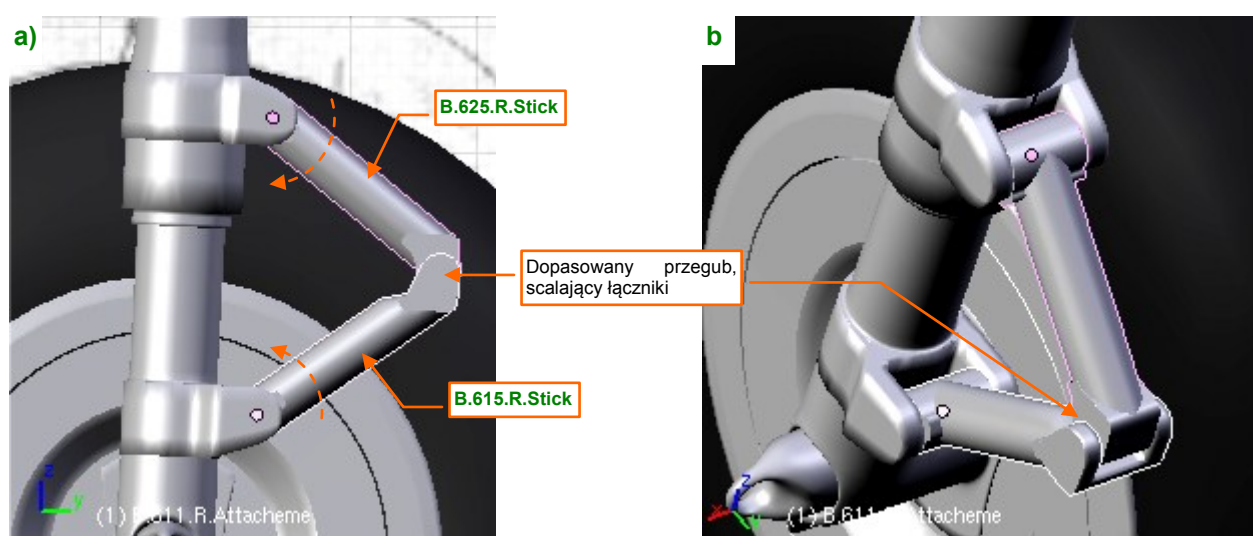 a)
b
B.625.R.Stick
Dopasowany przegub,
scalający łączniki
B.615.R.Stick
z
y
(1) B.611.R.Attacheme
z
x
y
(1) B.611.R.Attacheme